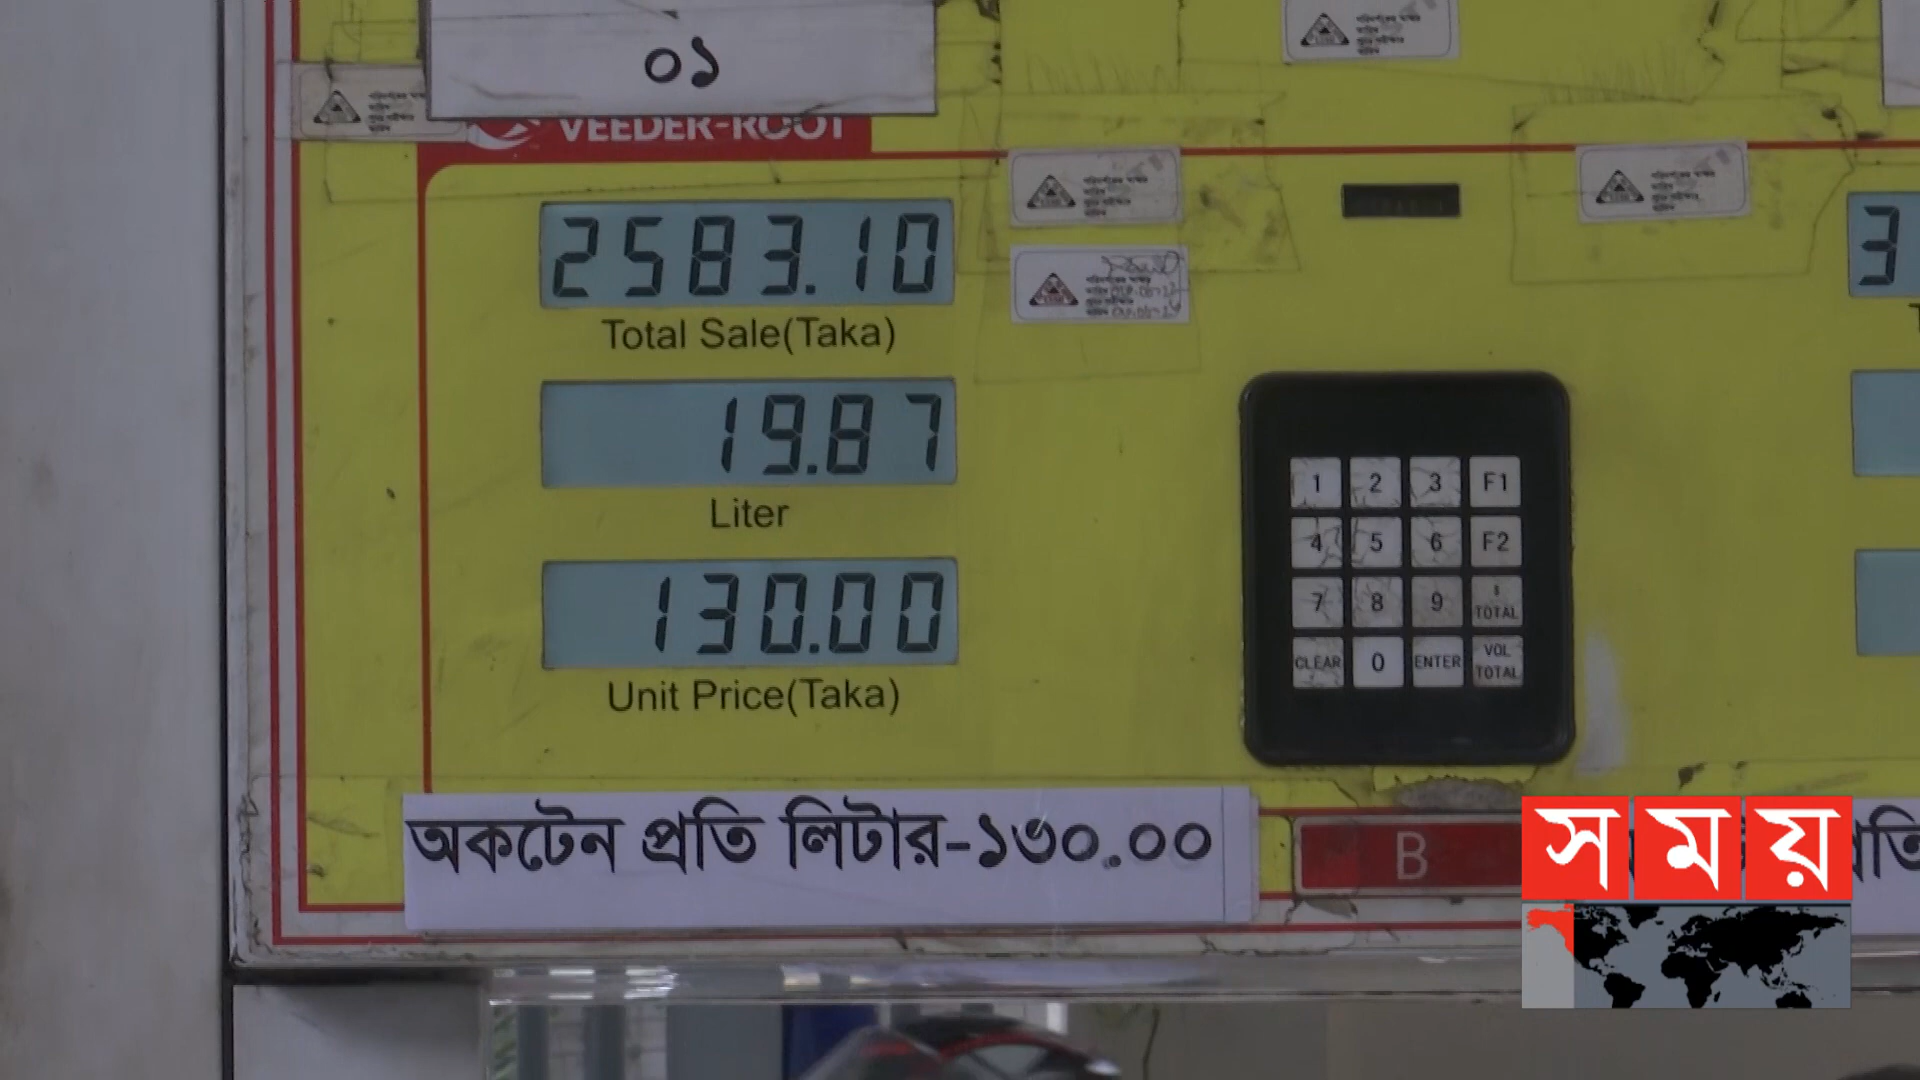 ০১
VEEDER-ROOT
2583.10
3
Total Sale(Taka)
19.87
Liter
130.00
Unit Price(Taka)
1 2 3 F1
4 5 6 F2
7 8 9 $ TOTAL
CLEAR 0 ENTER VOL TOTAL
অকটেন প্রতি লিটার-১৩০.০০
B
সময়
প্রতি